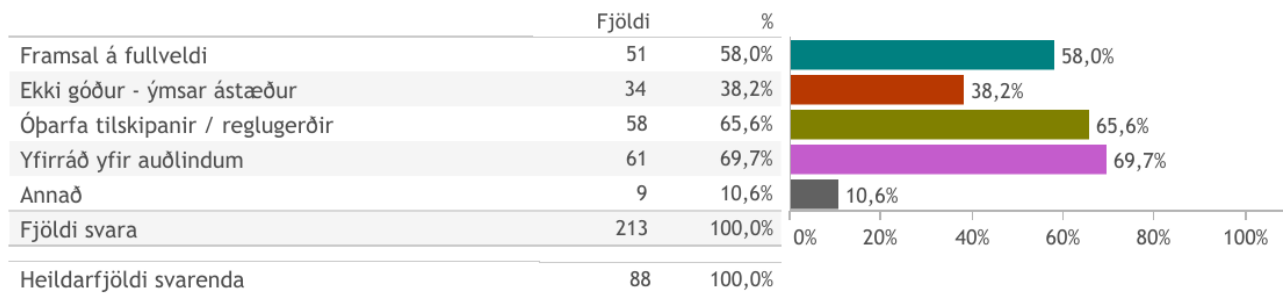 Fjöldi %
Framsal á fullveldi 51 58,0% 58,0%
Ekki góður - ýmsar ástæður 34 38,2% 38,2%
Óþarfa tilskipanir / reglugerðir 58 65,6% 65,6%
Yfirráð yfir auðlindum 61 69,7% 69,7%
Annað 9 10,6% 10,6%
Fjöldi svara 213 100,0% 0% 20% 40% 60% 80% 100%
Heildarfjöldi svarenda 88 100,0%